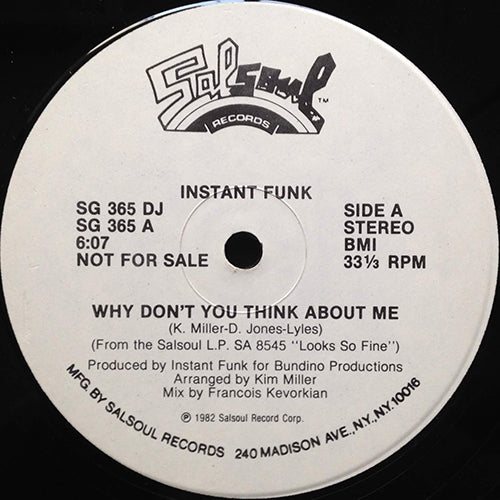 Salsoul TM
RECORDS
INSTANT FUNK
SG 365 DJ
SG 365 A
6:07
NOT FOR SALE
SIDE A
STEREO
BMI
33⅓ RPM
WHY DON'T YOU THINK ABOUT ME
(K. Miller-D. Jones-Lyles)
(From the Salsoul L.P. SA 8545 "Looks So Fine")
Produced by Instant Funk for Bundino Productions
Arranged by Kim Miller
Mix by Francois Kevorkian
℗ 1982 Salsoul Record Corp.
MFG. BY SALSOUL RECORDS 240 MADISON AVE., N.Y., N.Y. 10016